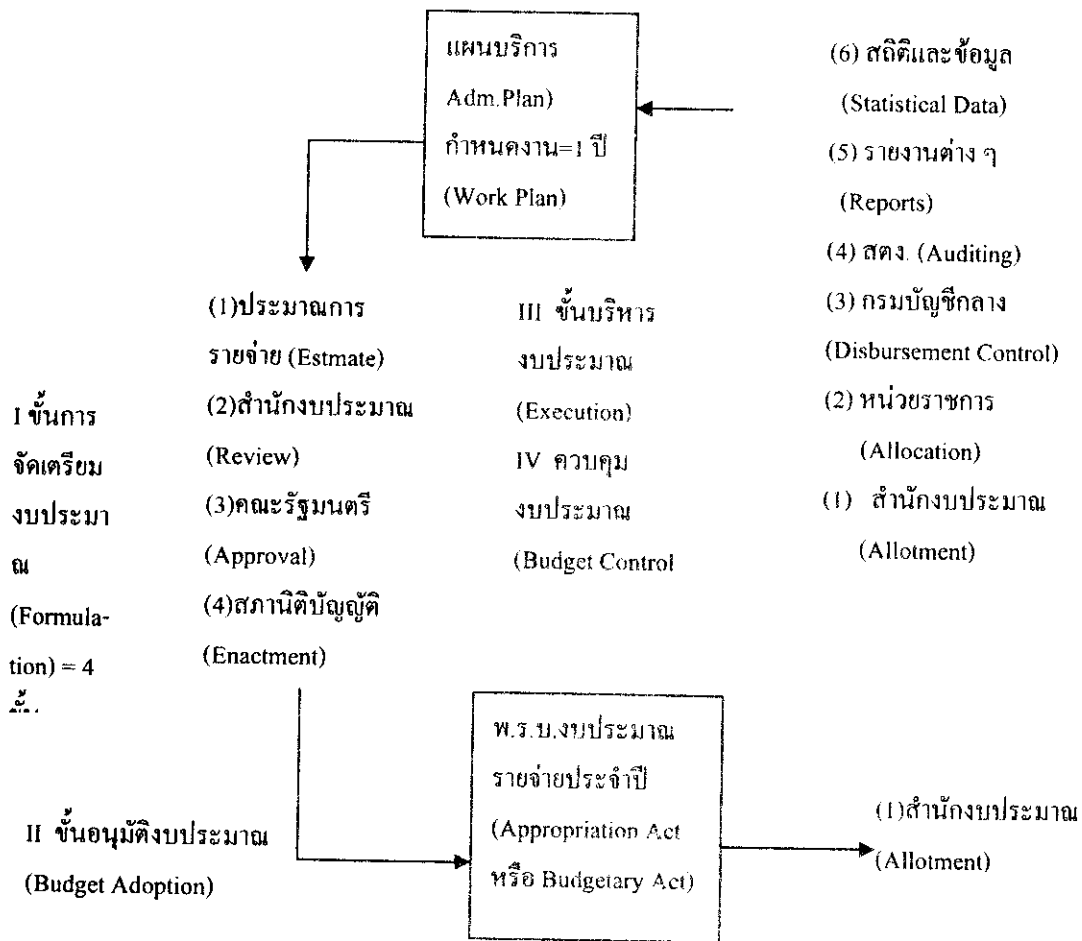 แผนบริการ
Adm.Plan)
กำหนดงาน=1 ปี
(Work Plan)
(6) สถิติและข้อมูล
(Statistical Data)
(5) รายงานต่าง ๆ
(Reports)
(4) สตง. (Auditing)
(3) กรมบัญชีกลาง
(Disbursement Control)
(2) หน่วยราชการ
(Allocation)
(1) สำนักงบประมาณ
(Allotment)
(1)ประมาณการ
รายจ่าย (Estmate)
(2)สำนักงบประมาณ
(Review)
(3)คณะรัฐมนตรี
(Approval)
(4)สภานิติบัญญัติ
(Enactment)
III ขั้นบริหาร
งบประมาณ
(Execution)
IV ควบคุม
งบประมาณ
(Budget Control
I ขั้นการ
จัดเตรียม
งบประมา
ณ
(Formula-
tion) = 4
II ขั้นอนุมัติงบประมาณ
(Budget Adoption)
พ.ร.บ.งบประมาณ
รายจ่ายประจำปี
(Appropriation Act
หรือ Budgetary Act)
(1)สำนักงบประมาณ
(Allotment)